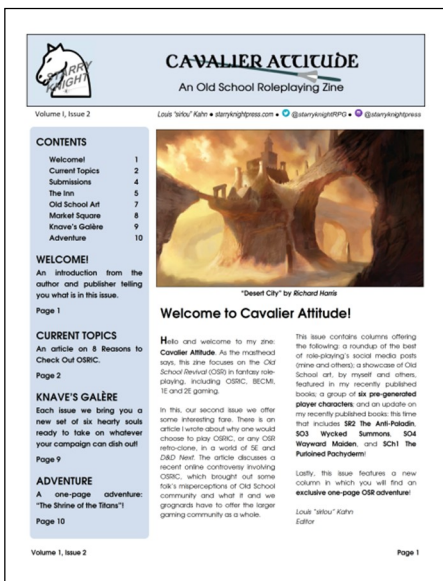 STARRY
KNIGHT
CAVALIER ATTITUDE
An Old School Roleplaying Zine
Volume I, Issue 2
Louis "sirlou" Kahn ● starryknightpress.com ● @starryknightRPG ● @starryknightpress
CONTENTS
Welcome! 1
Current Topics 2
Submissions 4
The Inn 5
Old School Art 7
Market Square 8
Knave's Galère 9
Adventure 10
WELCOME!
An introduction from the
author and publisher telling
you what is in this issue.
Page 1
CURRENT TOPICS
An article on 8 Reasons to
Check Out OSRIC.
Page 2
KNAVE'S GALÈRE
Each issue we bring you a
new set of six hearty souls
ready to take on whatever
your campaign can dish out!
Page 9
ADVENTURE
A one-page adventure:
"The Shrine of the Titans"!
Page 10
"Desert City" by Richard Harris
Welcome to Cavalier Attitude!
Hello and welcome to my zine:
Cavalier Attitude. As the masthead
says, this zine focuses on the Old
School Revival (OSR) in fantasy role-
playing, including OSRIC, BECMI,
1E and 2E gaming.
In this, our second issue we offer
some interesting fare. There is an
article I wrote about why one would
choose to play OSRIC, or any OSR
retro-clone, in a world of 5E and
D&D Next. The article discusses a
recent online controversy involving
OSRIC, which brought out some
folk's misperceptions of Old School
community and what it and we
grognards have to offer the larger
gaming community as a whole.
This issue contains columns offering
the following: a roundup of the best
of role-playing's social media posts
(mine and others); a showcase of Old
School art, by myself and others,
featured in my recently published
books; a group of six pre-generated
player characters; and an update on
my recently published books: this time
that includes SR2 The Anti-Paladin,
SO3 Wycked Summons, SO4
Wayward Maiden, and SCh1 The
Purloined Pachyderm!
Lastly, this issue features a new
column in which you will find an
exclusive one-page OSR adventure!
Louis "sirlou" Kahn
Editor
Volume 1, Issue 2
Page 1